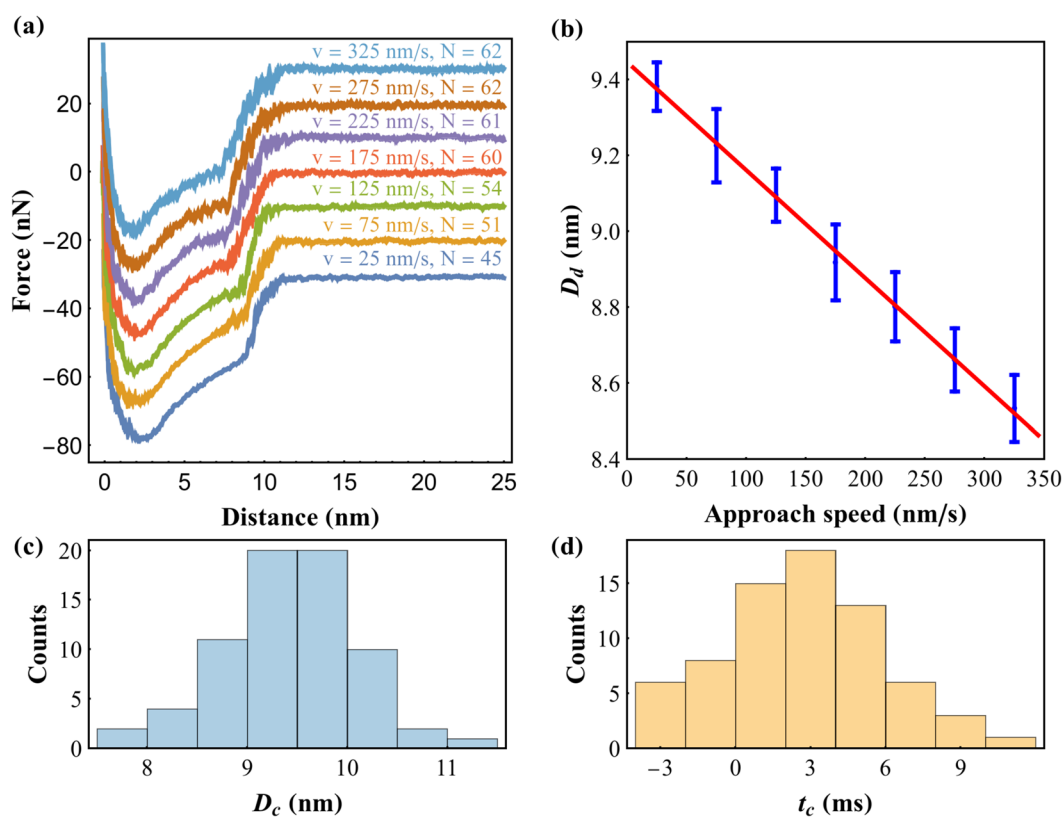 (a)
v = 325 nm/s, N = 62
v = 275 nm/s, N = 62
v = 225 nm/s, N = 61
v = 175 nm/s, N = 60
v = 125 nm/s, N = 54
v = 75 nm/s, N = 51
v = 25 nm/s, N = 45
20
0
−20
−40
−60
−80
Force (nN)
0 5 10 15 20 25
Distance (nm)
(b)
9.4
9.2
9.0
8.8
8.6
8.4
D_d (nm)
0 50 100 150 200 250 300 350
Approach speed (nm/s)
(c)
20
15
10
5
0
Counts
8 9 10 11
D_c (nm)
(d)
15
10
5
0
Counts
−3 0 3 6 9
t_c (ms)